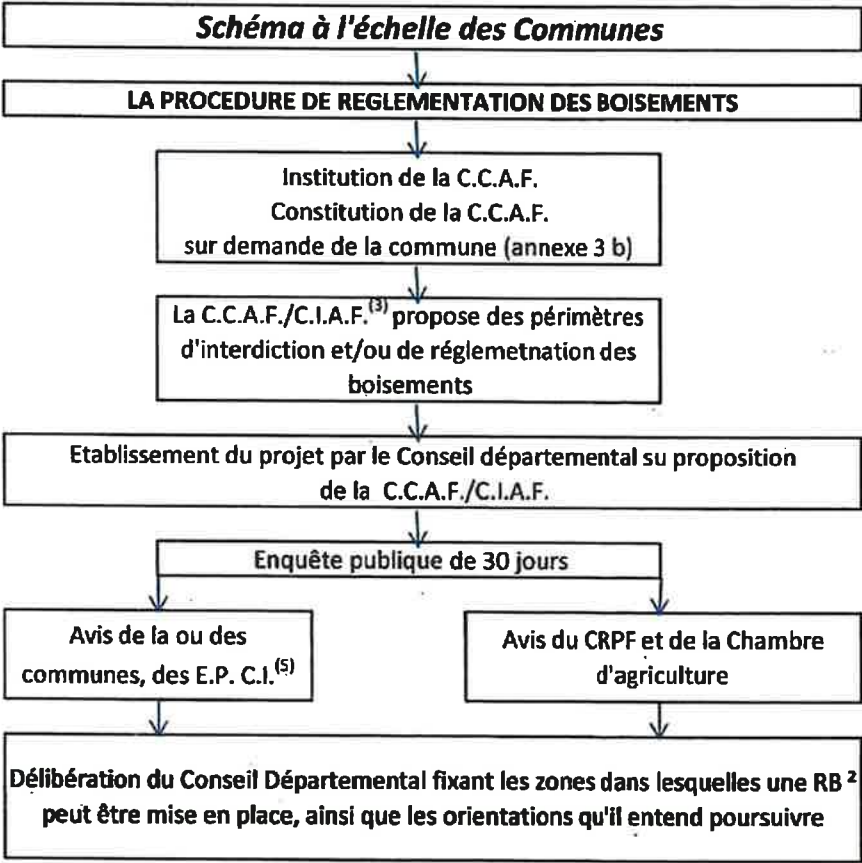 Schéma à l'échelle des Communes
LA PROCEDURE DE REGLEMENTATION DES BOISEMENTS
Institution de la C.C.A.F.
Constitution de la C.C.A.F.
sur demande de la commune (annexe 3 b)
La C.C.A.F./C.I.A.F.(3) propose des périmètres
d'interdiction et/ou de réglemetnation des
boisements
Etablissement du projet par le Conseil départemental su proposition
de la C.C.A.F./C.I.A.F.
Enquête publique de 30 jours
Avis de la ou des
communes, des E.P. C.I.(5)
Avis du CRPF et de la Chambre
d'agriculture
Délibération du Conseil Départemental fixant les zones dans lesquelles une RB 2
peut être mise en place, ainsi que les orientations qu'il entend poursuivre